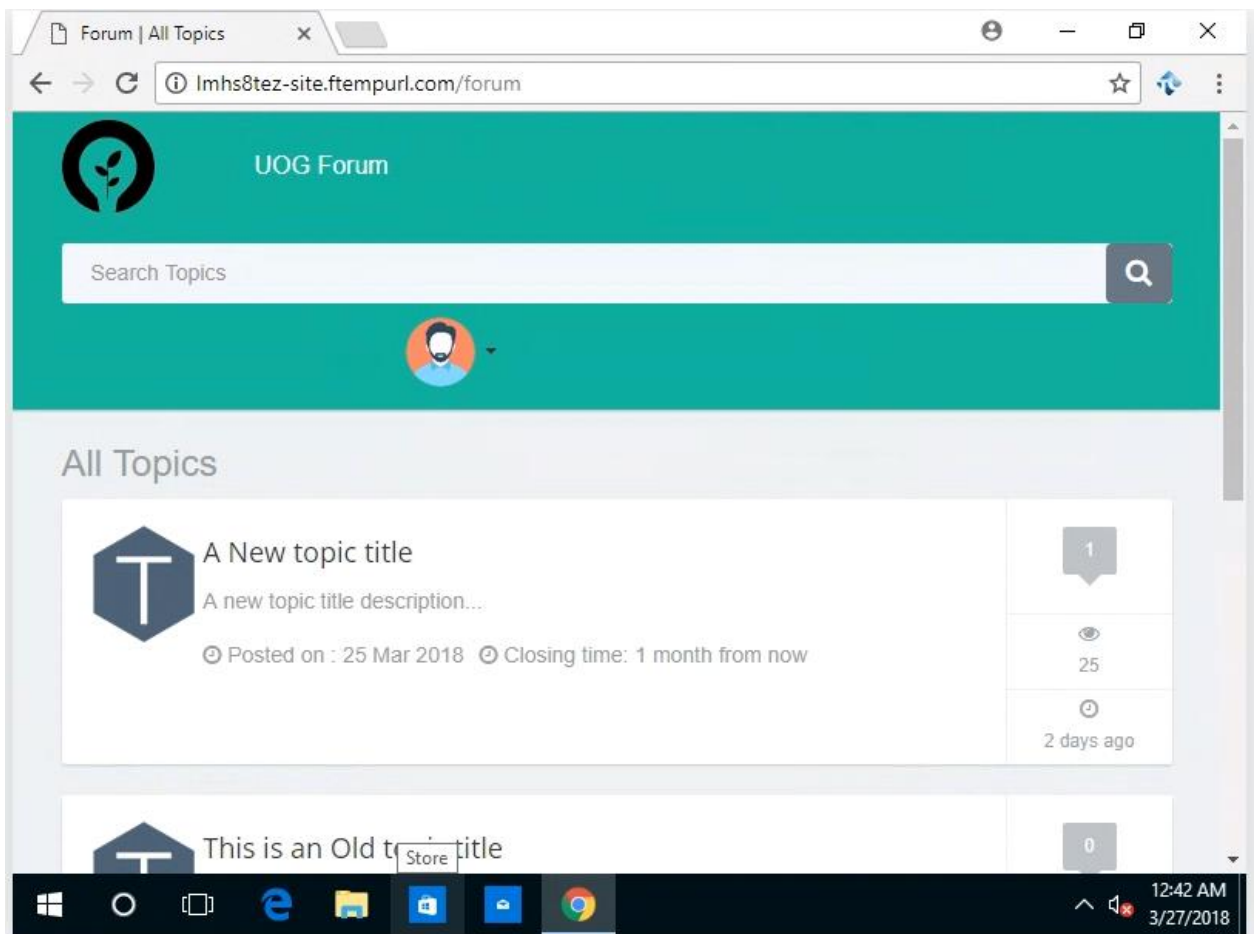 Forum | All Topics
lmhs8tez-site.ftempurl.com/forum
UOG Forum
Search Topics
All Topics
A New topic title
A new topic title description...
Posted on : 25 Mar 2018 Closing time: 1 month from now
1
25
2 days ago
This is an Old topic title
0
Store
12:42 AM
3/27/2018